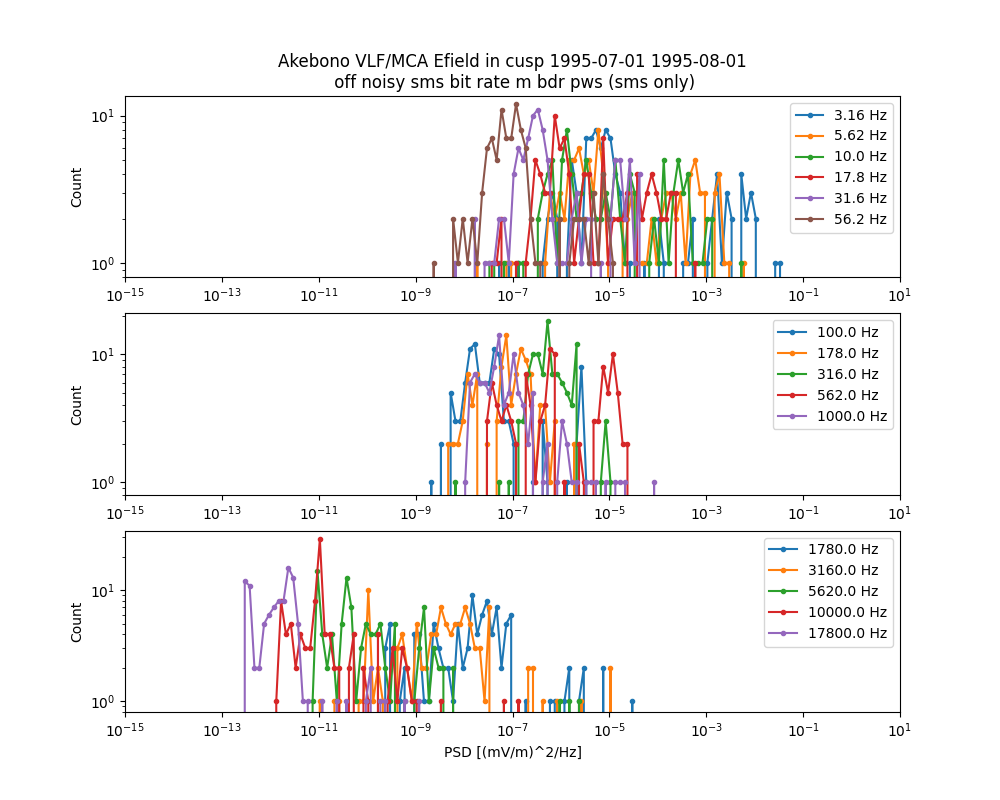 Akebono VLF/MCA Efield in cusp 1995-07-01 1995-08-01
off noisy sms bit rate m bdr pws (sms only)
Count
10^1
10^0
3.16 Hz
5.62 Hz
10.0 Hz
17.8 Hz
31.6 Hz
56.2 Hz
10^−15 10^−13 10^−11 10^−9 10^−7 10^−5 10^−3 10^−1 10^1
Count
10^1
10^0
100.0 Hz
178.0 Hz
316.0 Hz
562.0 Hz
1000.0 Hz
10^−15 10^−13 10^−11 10^−9 10^−7 10^−5 10^−3 10^−1 10^1
Count
10^1
10^0
1780.0 Hz
3160.0 Hz
5620.0 Hz
10000.0 Hz
17800.0 Hz
10^−15 10^−13 10^−11 10^−9 10^−7 10^−5 10^−3 10^−1 10^1
PSD [(mV/m)^2/Hz]